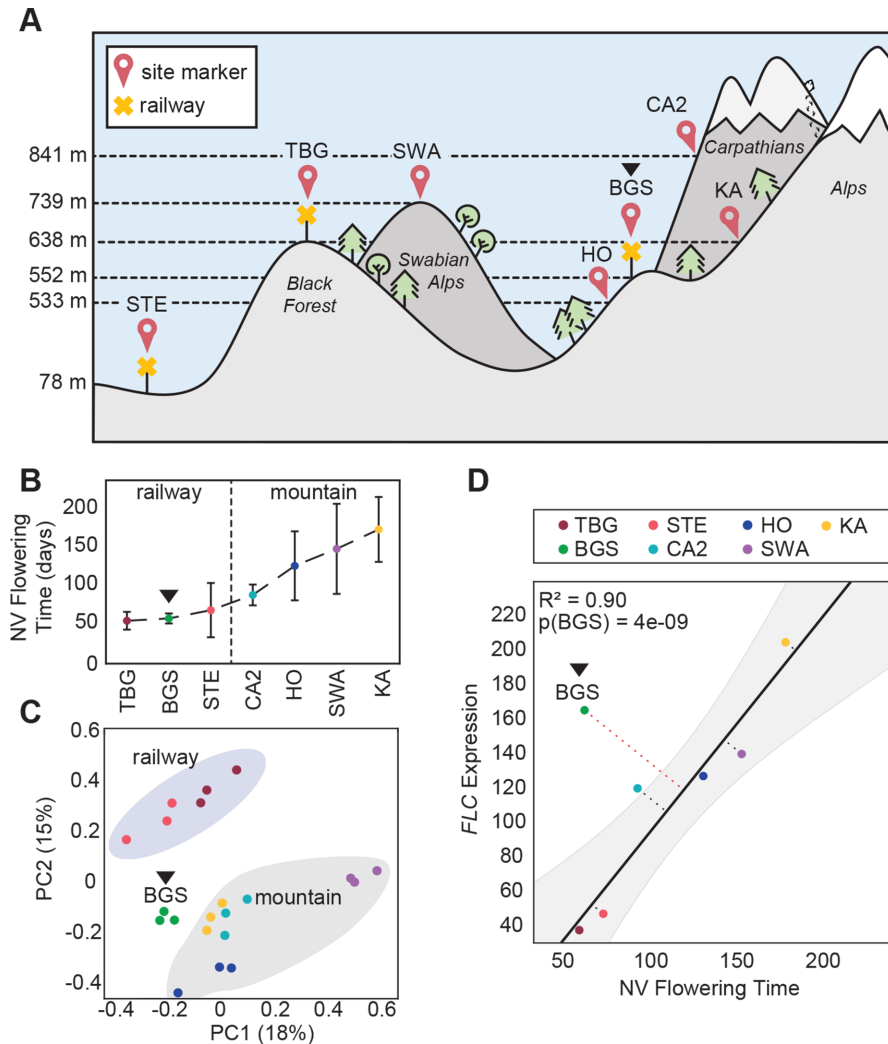 A
site marker
railway
TBG
SWA
CA2
BGS
KA
HO
STE
Carpathians
Alps
Black
Forest
Swabian
Alps
841 m
739 m
638 m
552 m
533 m
78 m
B
railway
mountain
NV Flowering
Time (days)
200
150
100
50
0
TBG
BGS
STE
CA2
HO
SWA
KA
C
railway
BGS
mountain
PC2 (15%)
0.6
0.4
0.2
0
-0.2
-0.4
-0.4
-0.2
0
0.2
0.4
0.6
PC1 (18%)
D
TBG
STE
HO
KA
BGS
CA2
SWA
R² = 0.90
p(BGS) = 4e-09
BGS
FLC Expression
220
200
180
160
140
120
100
80
60
40
50
100
150
200
NV Flowering Time